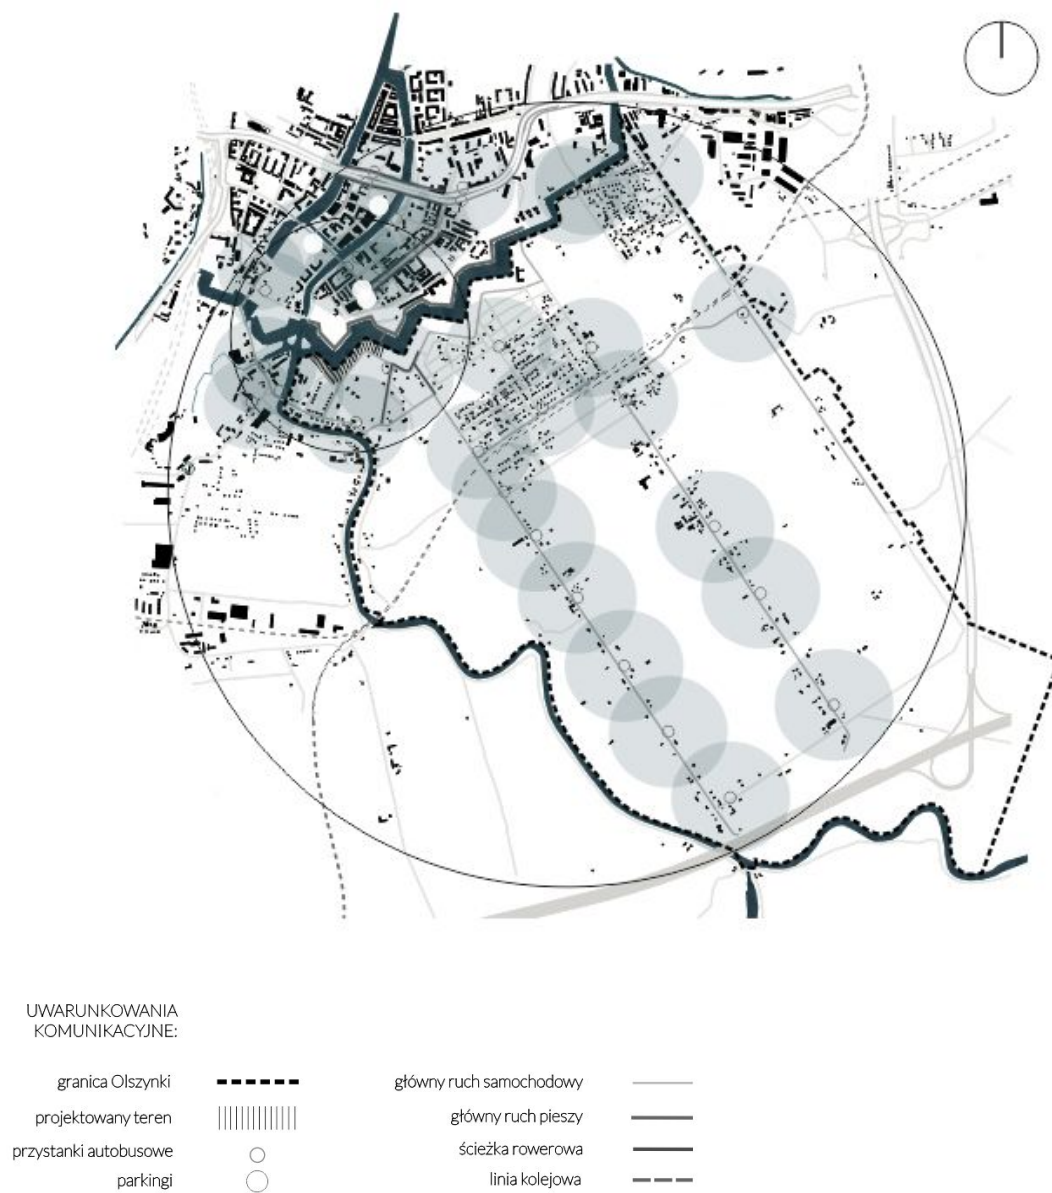 UWARUNKOWANIA
KOMUNIKACYJNE:
granica Olszynki
projektowany teren
przystanki autobusowe
parkingi
główny ruch samochodowy
główny ruch pieszy
ścieżka rowerowa
linia kolejowa